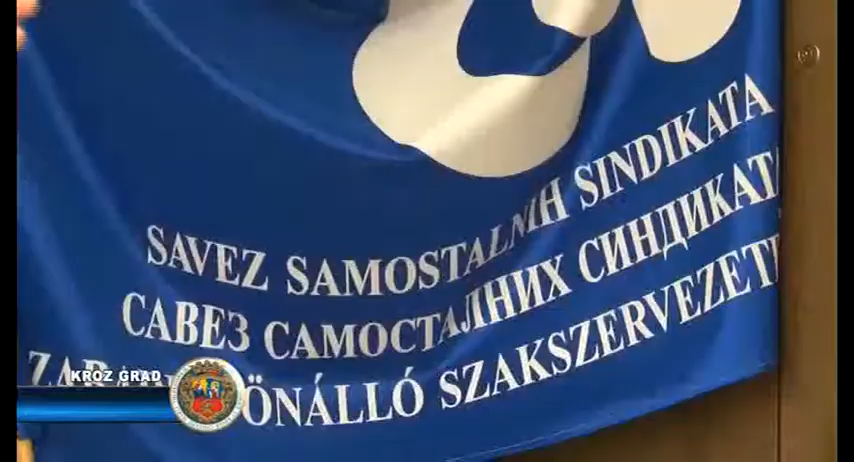 SAVEZ SAMOSTALNIH SINDIKATA
САВЕЗ САМОСТАЛНИХ СИНДИКАТА
ÖNÁLLÓ SZAKSZERVEZETE
KROZ GRAD